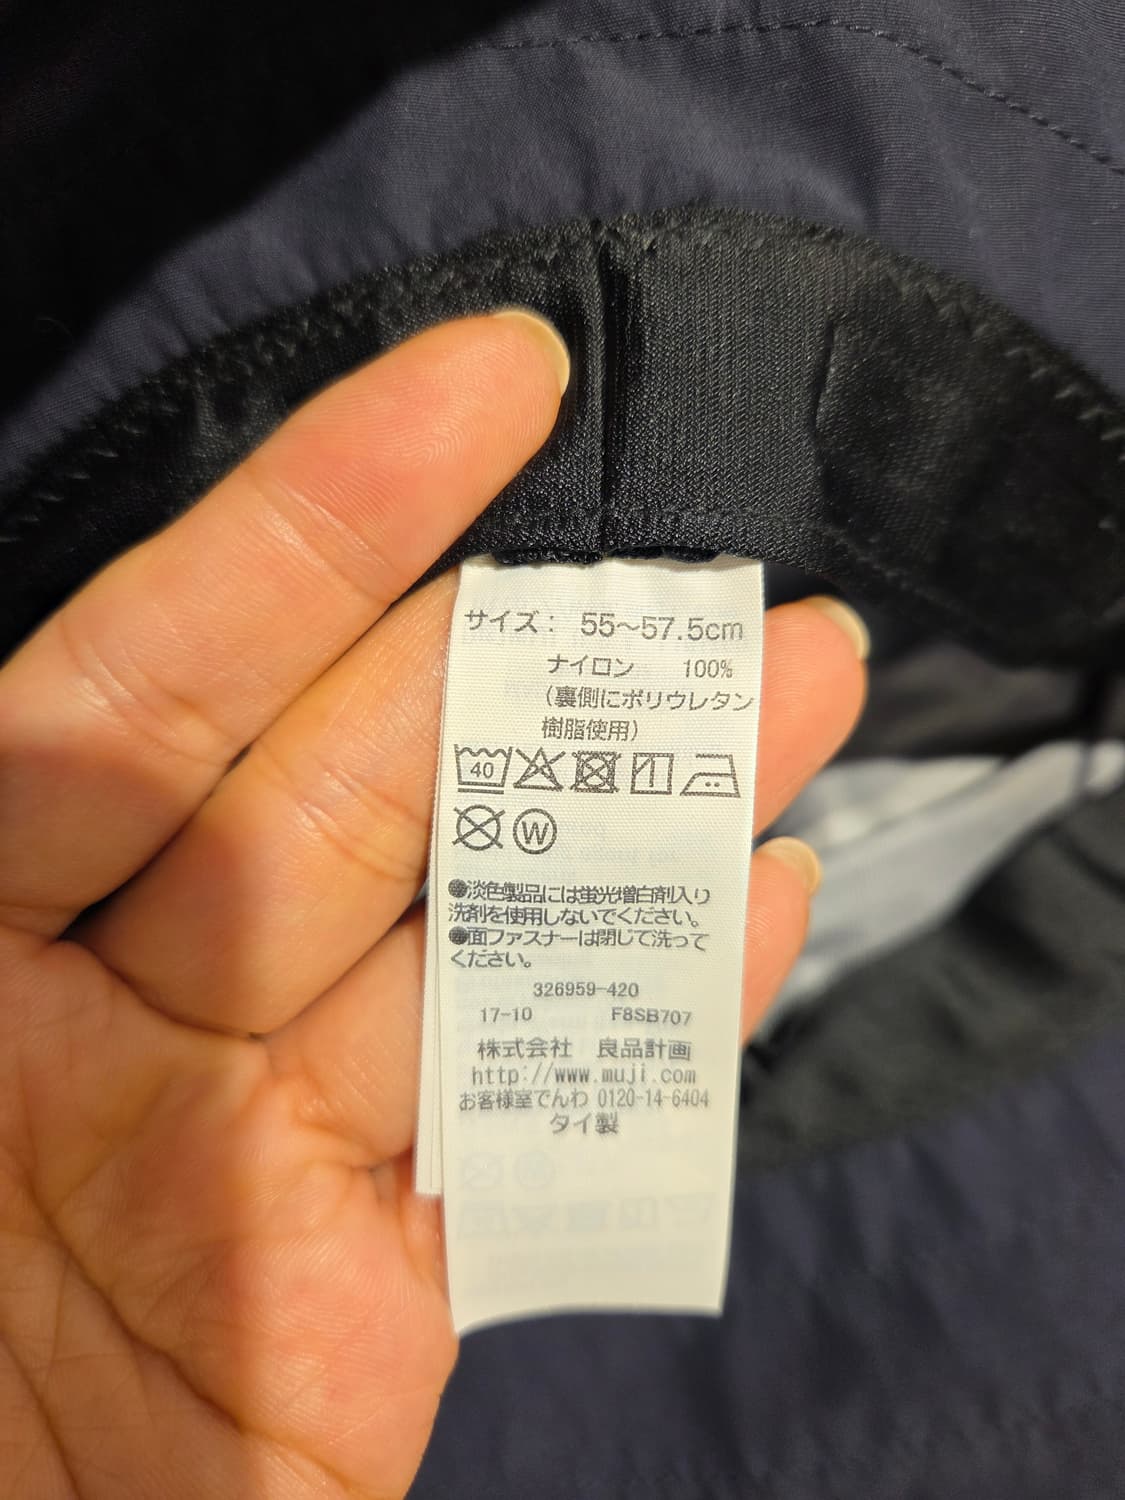 サイズ： 55〜57.5cm
ナイロン 100%
（裏側にポリウレタン
樹脂使用）
40
W
●淡色製品には蛍光増白剤入り
洗剤を使用しないでください。
●面ファスナーは閉じて洗って
ください。
326959-420
17-10 F8SB707
株式会社 良品計画
http://www.muji.com
お客様室でんわ 0120-14-6404
タイ製